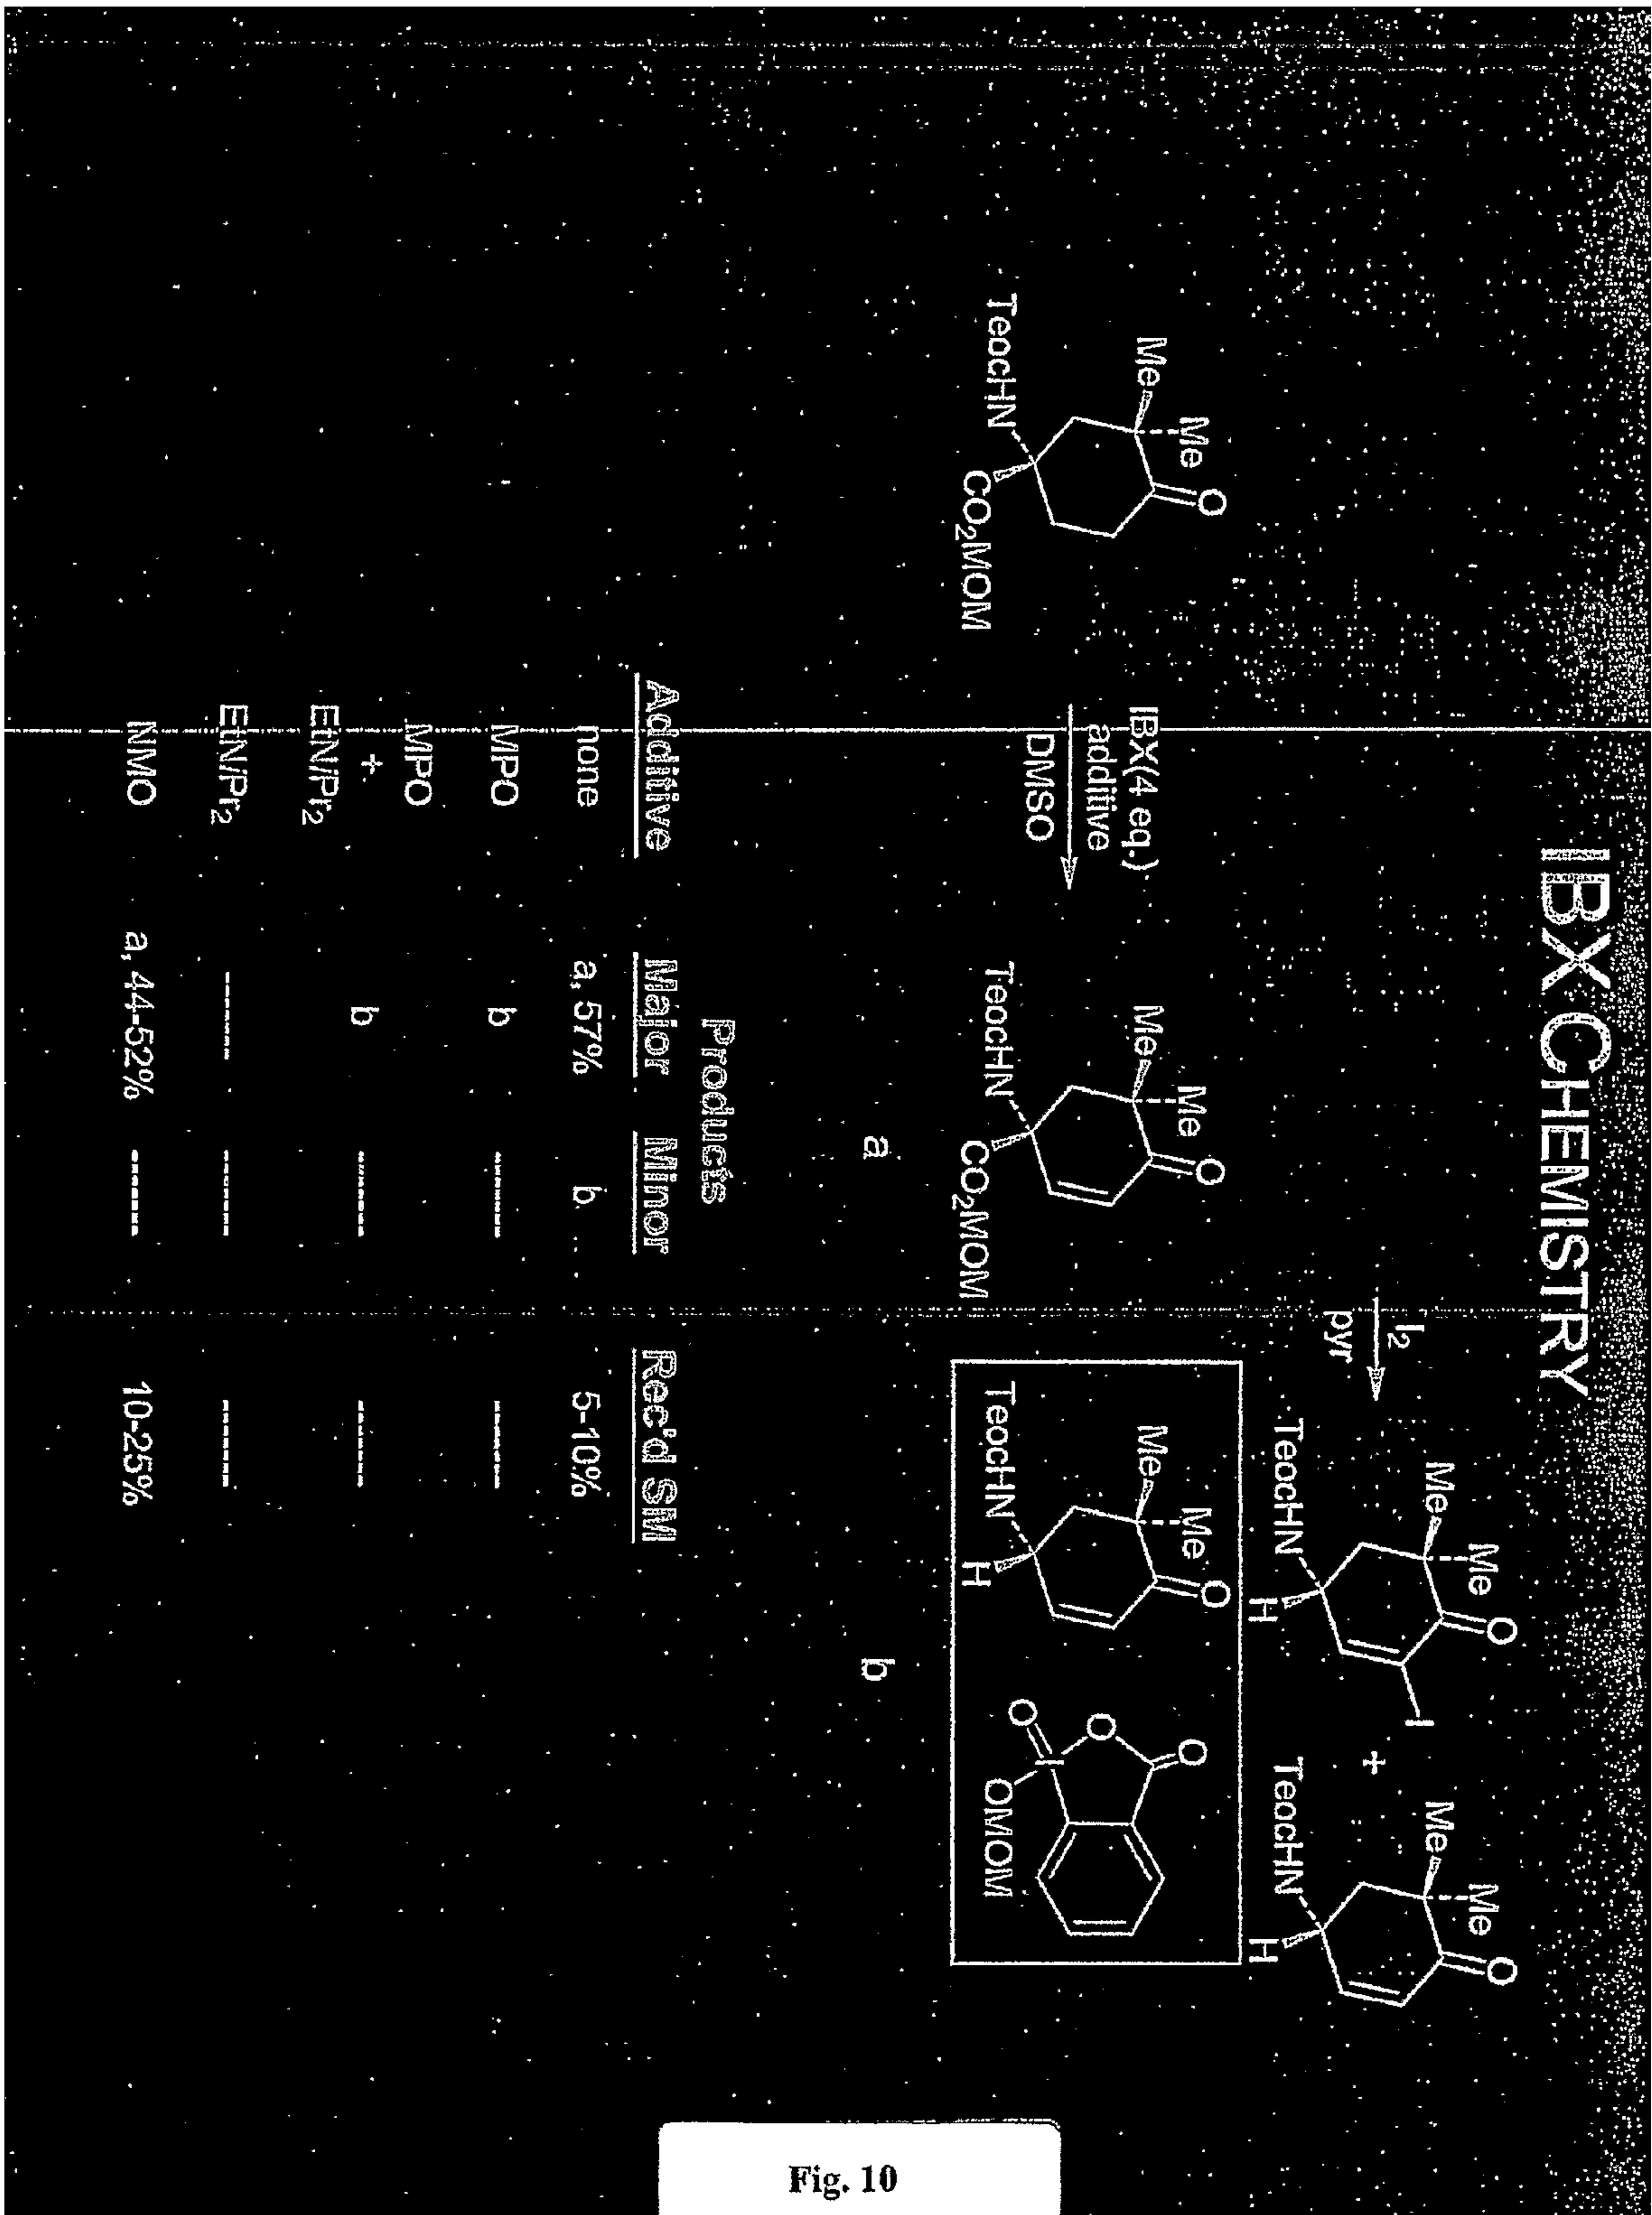 IBX CHEMISTRY
I2
pyr
Me
Me
O
I
TeocHN
H
+
Me
Me
O
TeocHN
H
Me
Me
O
TeocHN
CO2MOM
IBX(4 eq.)
additive
DMSO
Me
Me
O
TeocHN
CO2MOM
a
Me
Me
O
TeocHN
H
O
O
O
I
OMOM
b
Products
Additive Major Minor Rec'd SM
none a, 57% b 5-10%
MPO b ------ ------
MPO
+ b ------ ------
EtN/Pr2
EtN/Pr2 ------ ------ ------
NMO a, 44-52% ------ 10-25%
Fig. 10